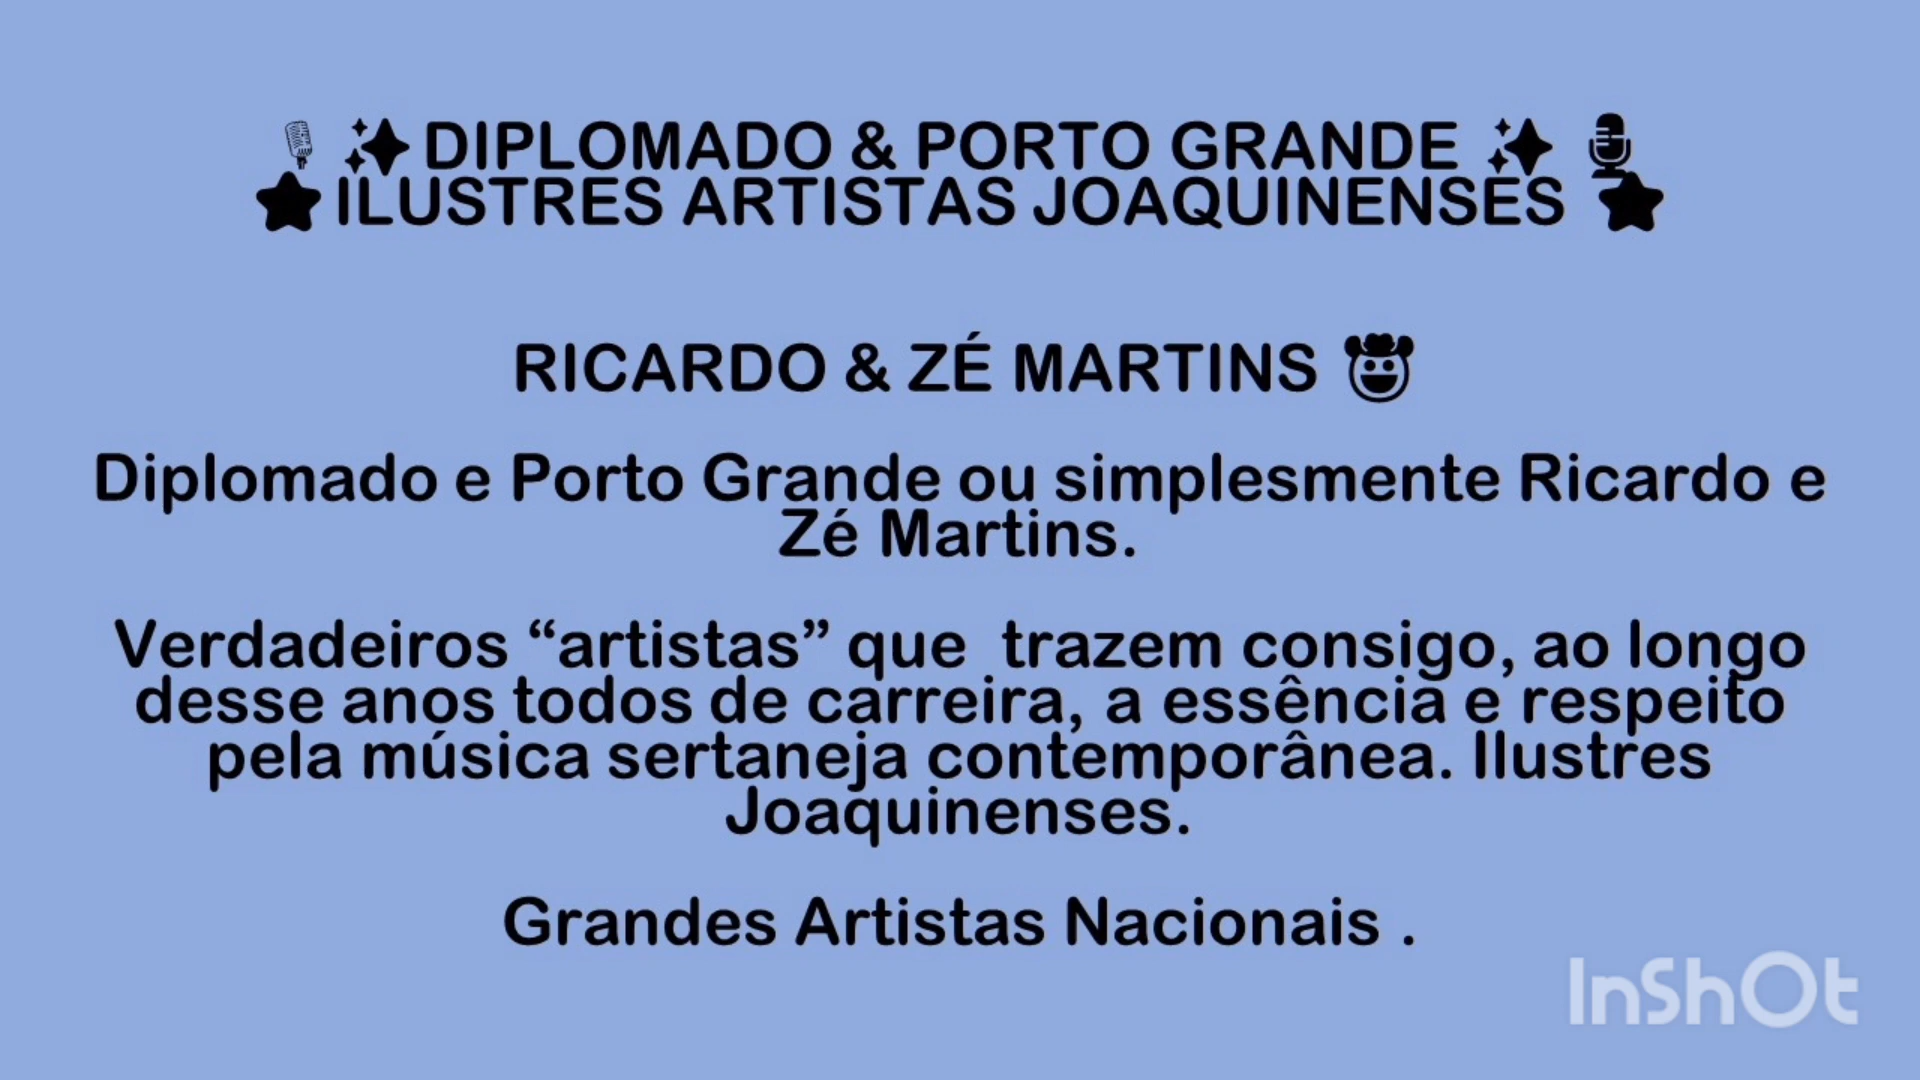 DIPLOMADO & PORTO GRANDE
ILUSTRES ARTISTAS JOAQUINENSES
RICARDO & ZÉ MARTINS
Diplomado e Porto Grande ou simplesmente Ricardo e
Zé Martins.
Verdadeiros “artistas” que trazem consigo, ao longo
desse anos todos de carreira, a essência e respeito
pela música sertaneja contemporânea. Ilustres
Joaquinenses.
Grandes Artistas Nacionais .
InShOt